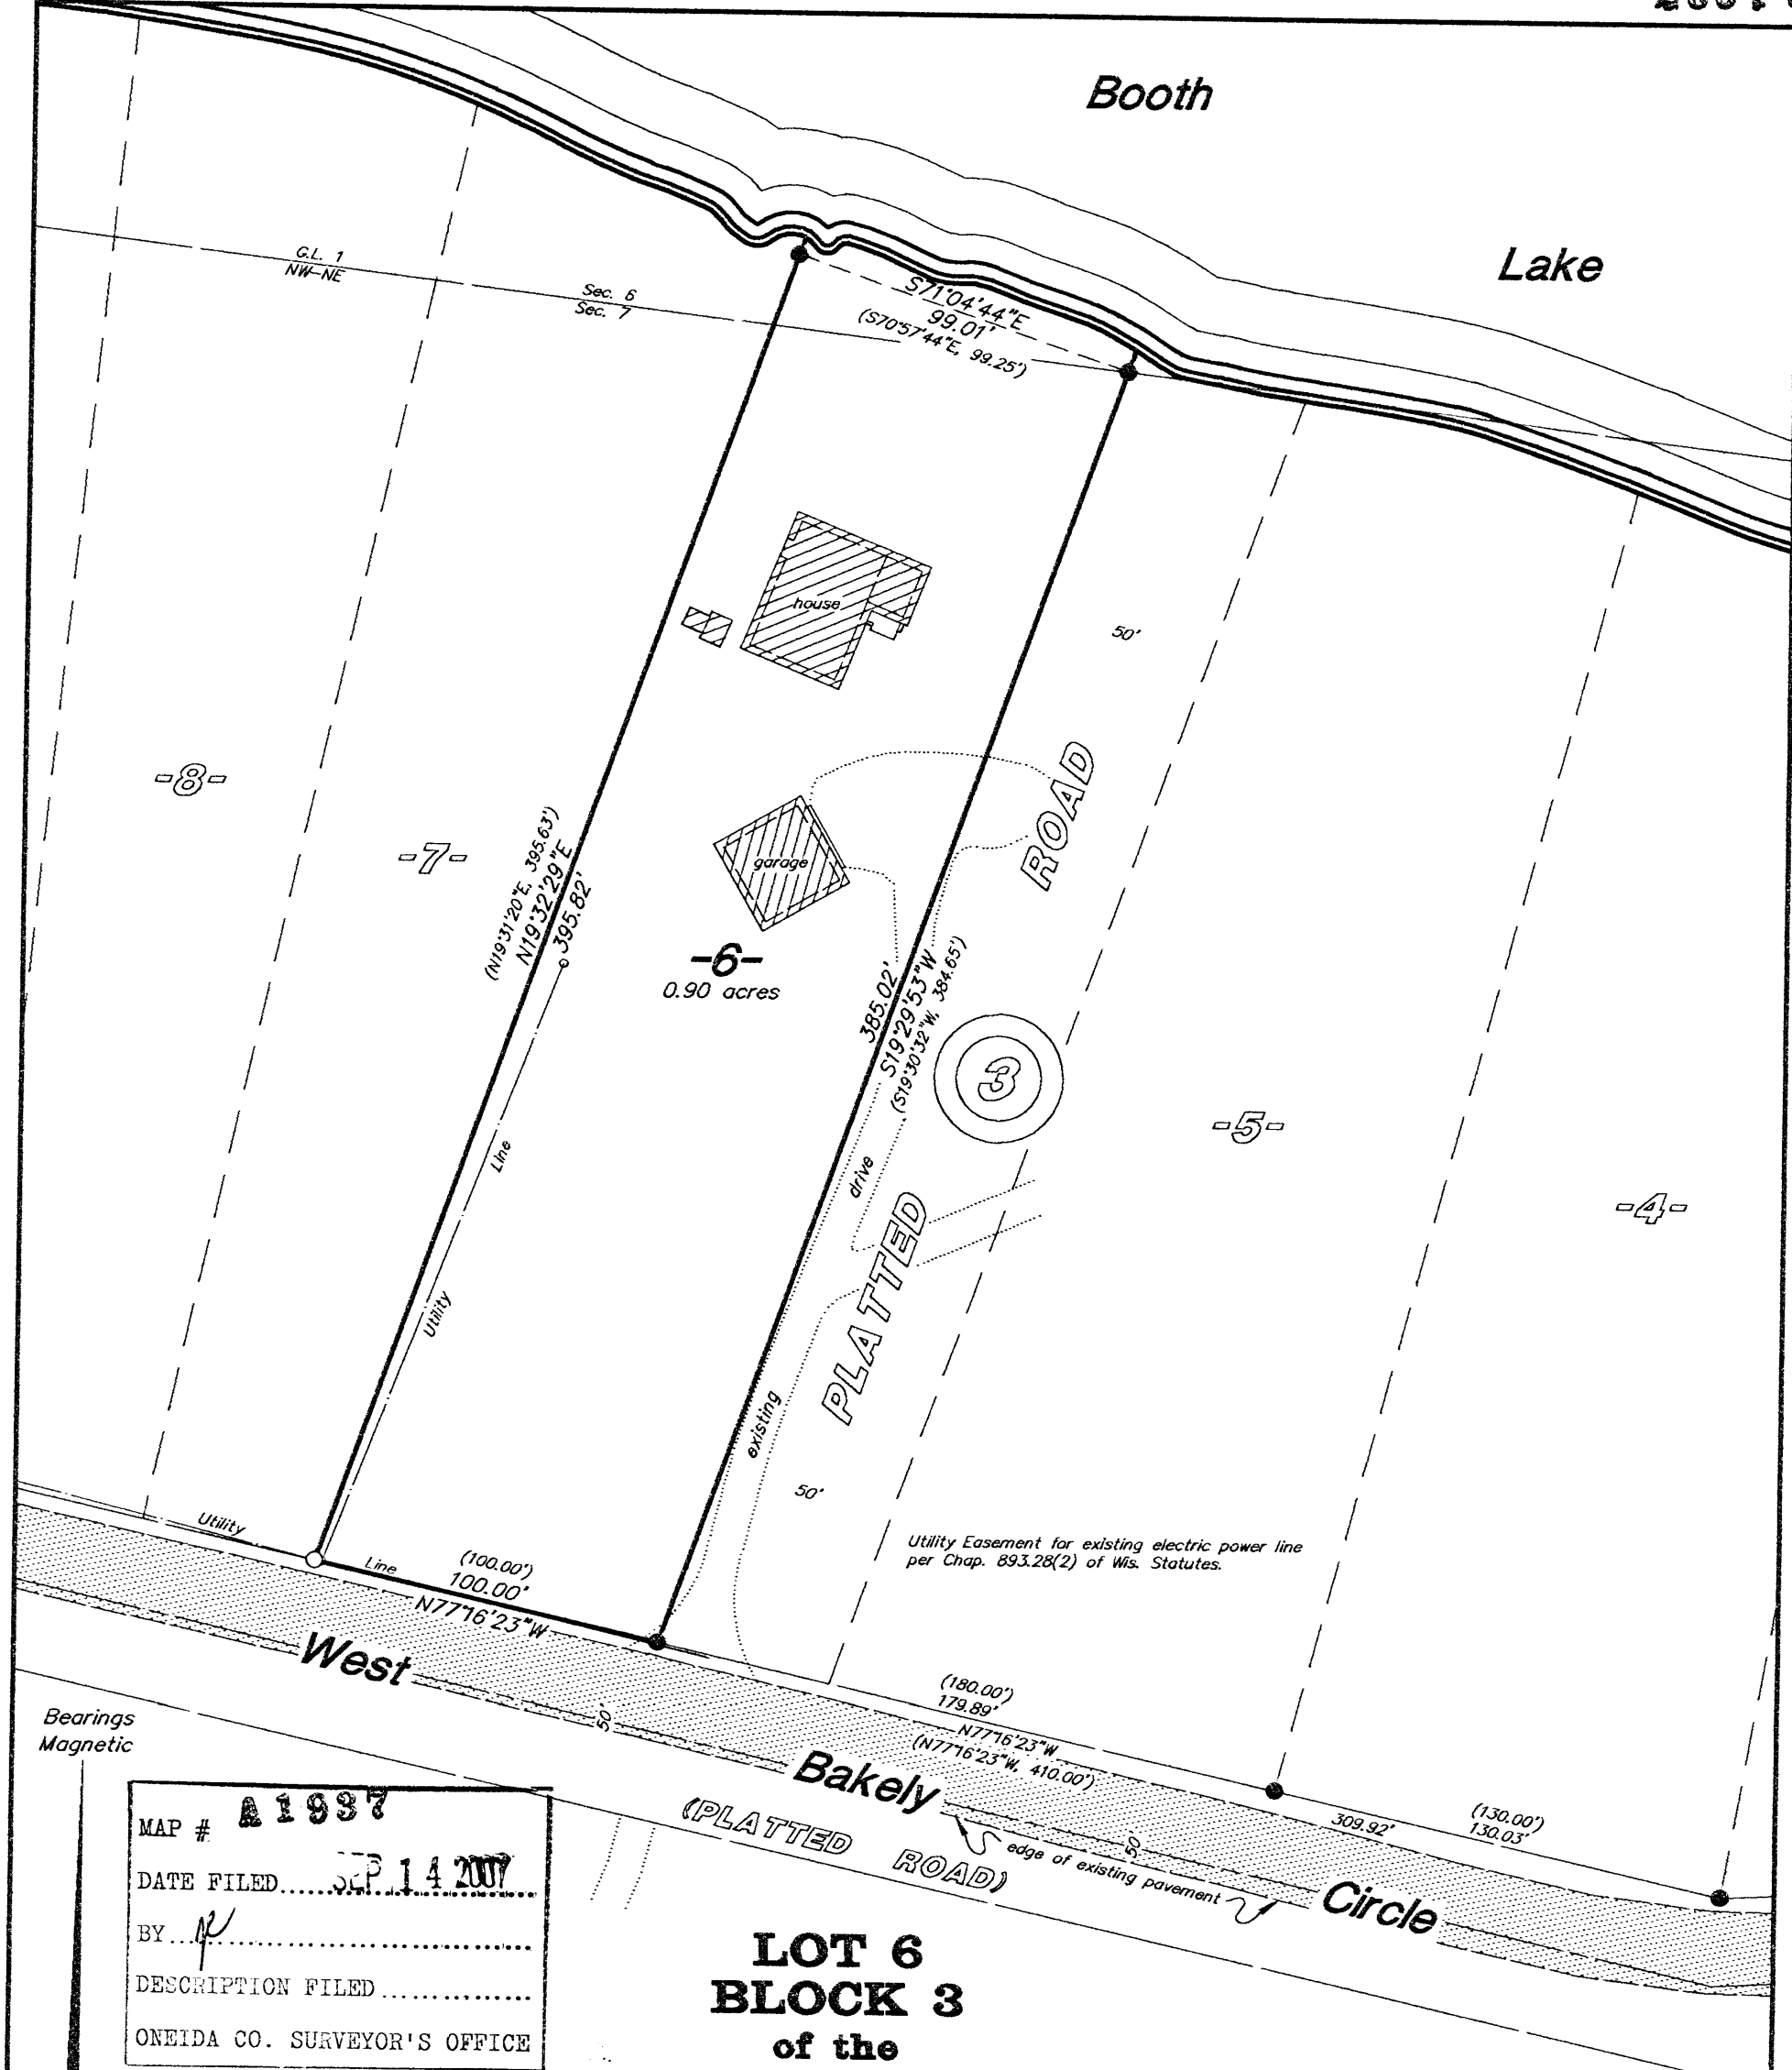 Booth
Lake
G.L. 1
NW-NE
Sec. 6
Sec. 7
S71°04'44"E
99.01'
(S70°57'44"E, 99.25')
house
50'
-8-
-7-
(N19°31'20"E, 395.63')
N19°32'29"E
395.82'
garage
ROAD
-6-
0.90 acres
385.02'
S19°29'53"W
(S19°30'32"W, 384.65')
3
-5-
-4-
Line
Utility
drive
PLATTED
existing
50'
Utility Easement for existing electric power line
per Chap. 893.28(2) of Wis. Statutes.
Utility
Line
(100.00')
100.00'
N77°16'23"W
West
50'
(180.00')
179.89'
N77°16'23"W
(N77°16'23"W, 410.00')
Bakely
(PLATTED ROAD)
edge of existing pavement
50'
309.92'
(130.00')
130.03'
Circle
Bearings
Magnetic
MAP # A1937
DATE FILED......SEP 14 2007
BY
DESCRIPTION FILED..............
ONEIDA CO. SURVEYOR'S OFFICE
LOT 6
BLOCK 3
of the